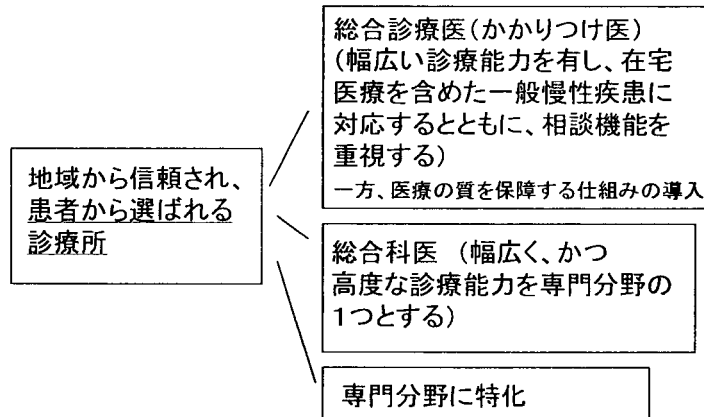 総合診療医(かかりつけ医)
(幅広い診療能力を有し、在宅
医療を含めた一般慢性疾患に
対応するとともに、相談機能を
重視する)
一方、医療の質を保障する仕組みの導入
地域から信頼され、
患者から選ばれる
診療所
総合科医 (幅広く、かつ
高度な診療能力を専門分野の
1つとする)
専門分野に特化